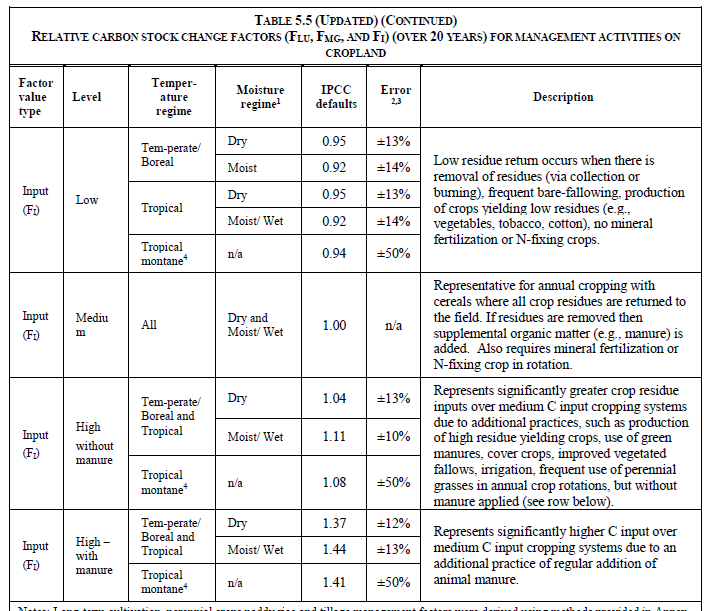 TABLE 5.5 (UPDATED) (CONTINUED)
RELATIVE CARBON STOCK CHANGE FACTORS (FLU, FMG, AND FI) (OVER 20 YEARS) FOR MANAGEMENT ACTIVITIES ON
CROPLAND
Factor
value
type
Level
Temper-
ature
regime
Moisture
regime1
IPCC
defaults
Error
2,3
Description
Input
(FI)
Low
Tem-perate/
Boreal
Dry
0.95
±13%
Moist
0.92
±14%
Tropical
Dry
0.95
±13%
Moist/ Wet
0.92
±14%
Tropical
montane4
n/a
0.94
±50%
Low residue return occurs when there is
removal of residues (via collection or
burning), frequent bare-fallowing, production
of crops yielding low residues (e.g.,
vegetables, tobacco, cotton), no mineral
fertilization or N-fixing crops.
Input
(FI)
Mediu
m
All
Dry and
Moist/ Wet
1.00
n/a
Representative for annual cropping with
cereals where all crop residues are returned to
the field. If residues are removed then
supplemental organic matter (e.g., manure) is
added. Also requires mineral fertilization or
N-fixing crop in rotation.
Input
(FI)
High
without
manure
Tem-perate/
Boreal and
Tropical
Dry
1.04
±13%
Moist/ Wet
1.11
±10%
Tropical
montane4
n/a
1.08
±50%
Represents significantly greater crop residue
inputs over medium C input cropping systems
due to additional practices, such as production
of high residue yielding crops, use of green
manures, cover crops, improved vegetated
fallows, irrigation, frequent use of perennial
grasses in annual crop rotations, but without
manure applied (see row below).
Input
(FI)
High –
with
manure
Tem-perate/
Boreal and
Tropical
Dry
1.37
±12%
Moist/ Wet
1.44
±13%
Tropical
montane4
n/a
1.41
±50%
Represents significantly higher C input over
medium C input cropping systems due to an
additional practice of regular addition of
animal manure.